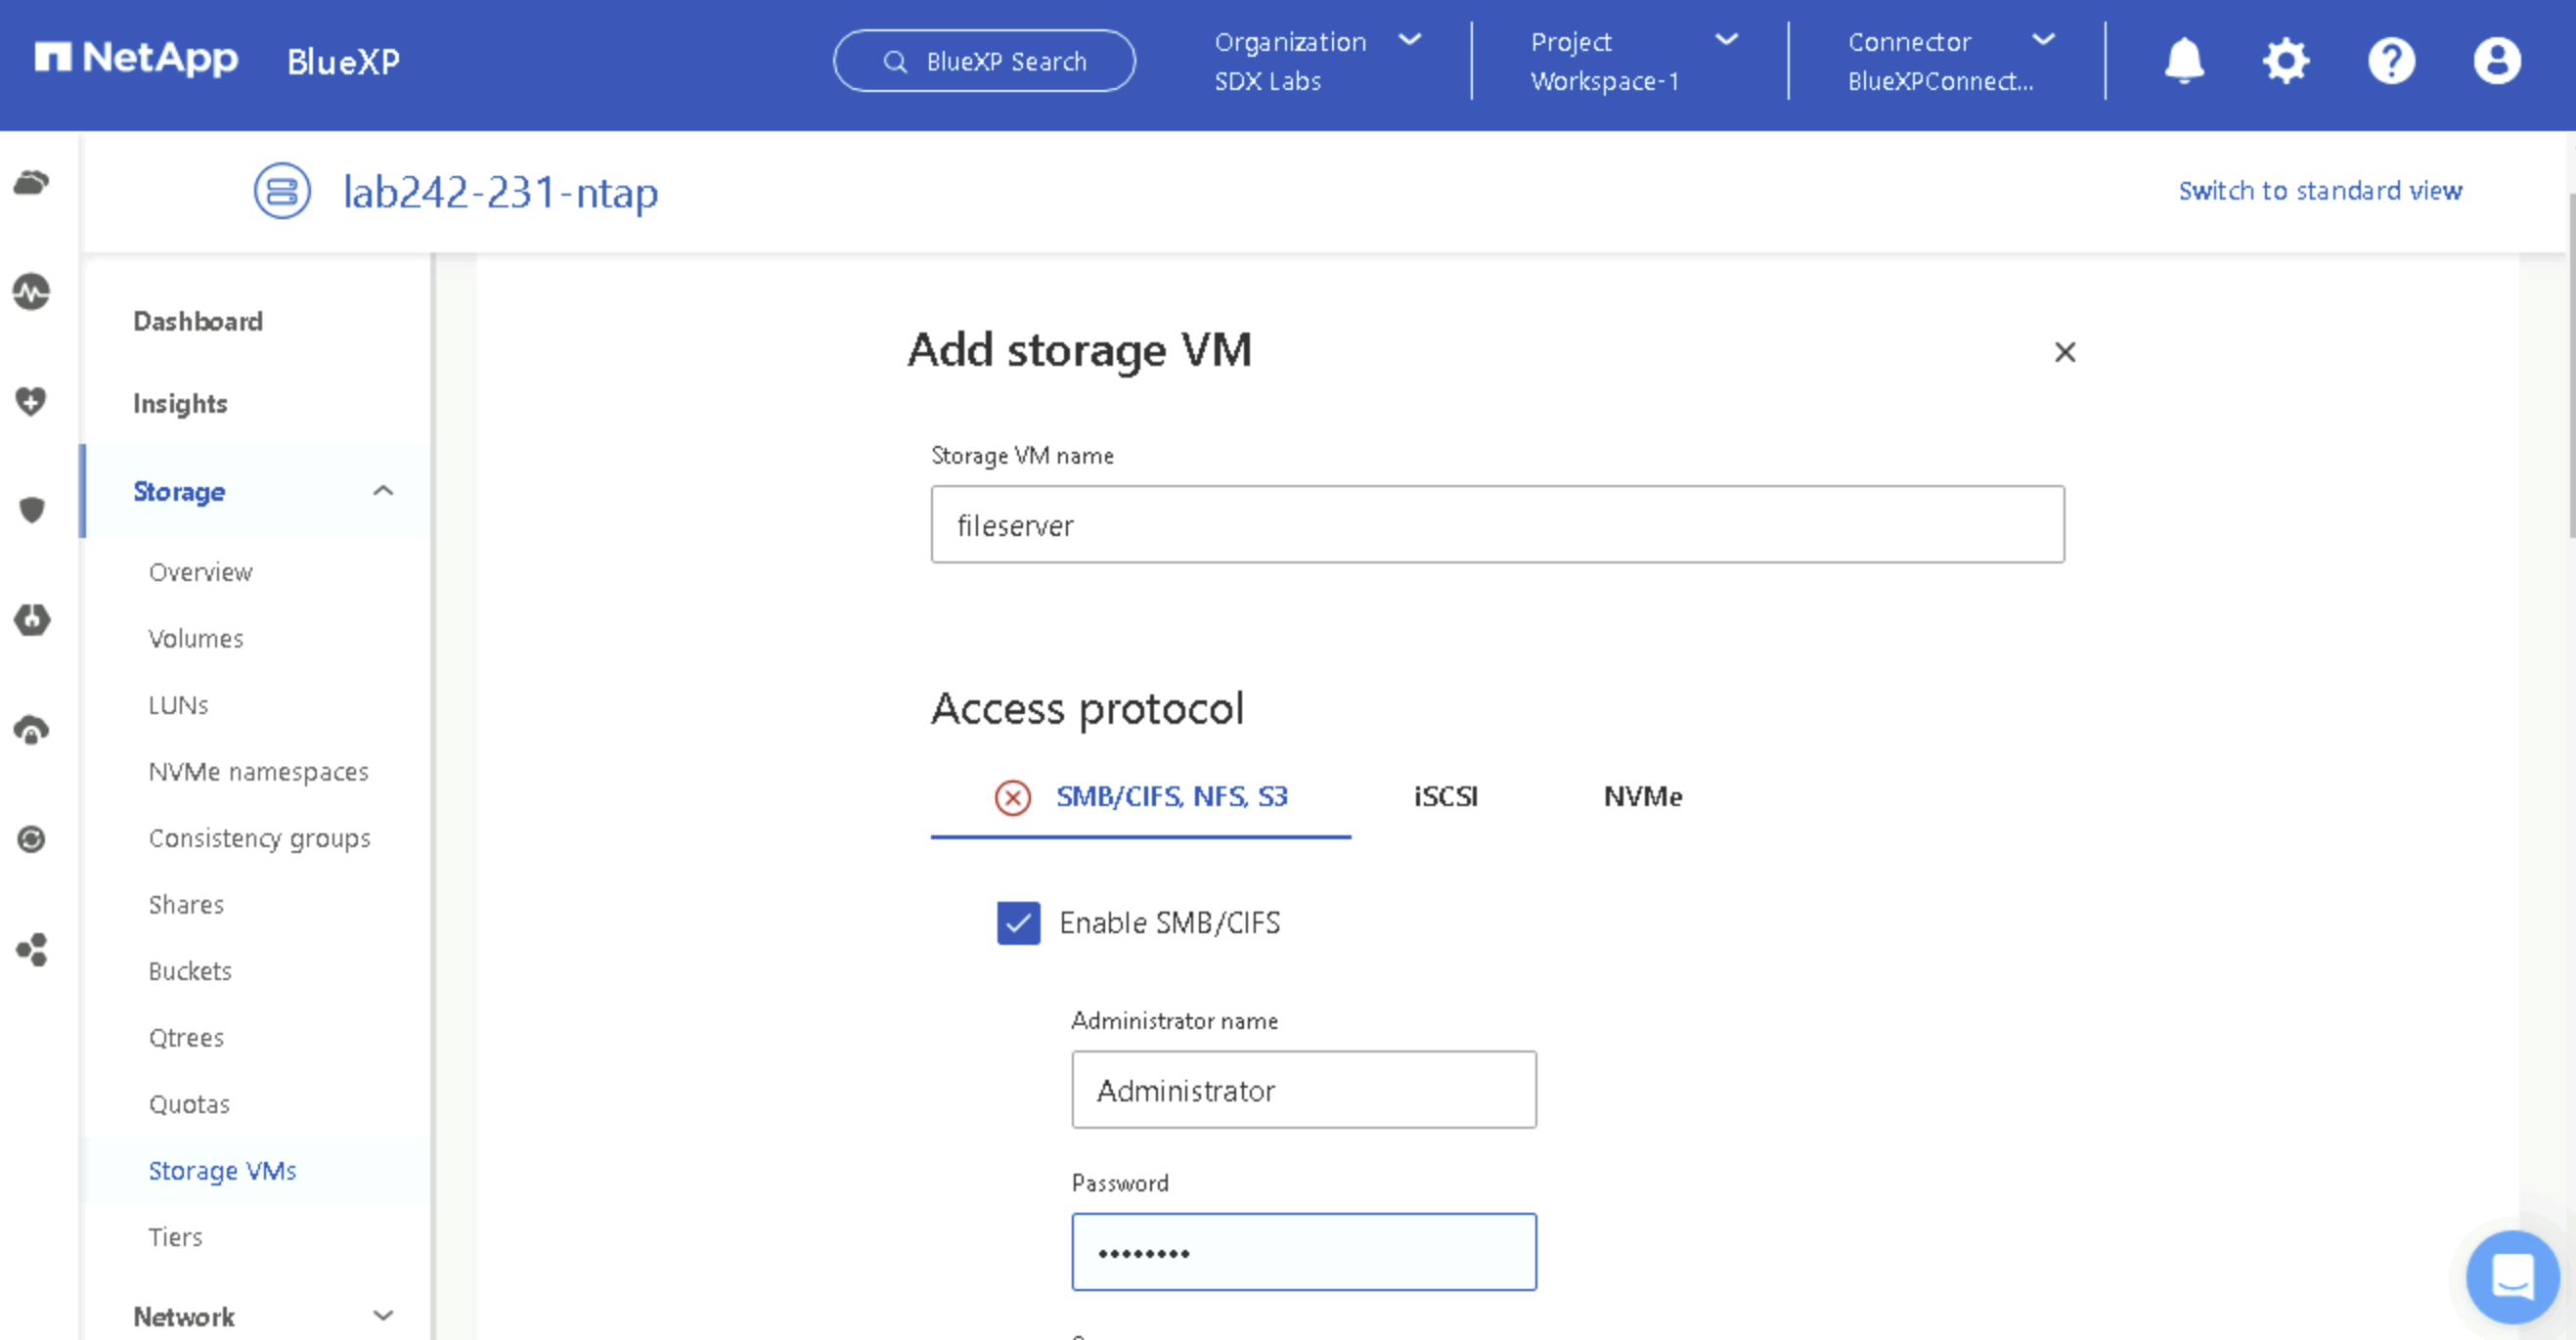 NetApp BlueXP
BlueXP Search
Organization
SDX Labs
Project
Workspace-1
Connector
BlueXPConnect...
lab242-231-ntap
Switch to standard view
Dashboard
Insights
Storage
Overview
Volumes
LUNs
NVMe namespaces
Consistency groups
Shares
Buckets
Qtrees
Quotas
Storage VMs
Tiers
Network
Add storage VM
Storage VM name
fileserver
Access protocol
SMB/CIFS, NFS, S3
iSCSI
NVMe
Enable SMB/CIFS
Administrator name
Administrator
Password
••••••••